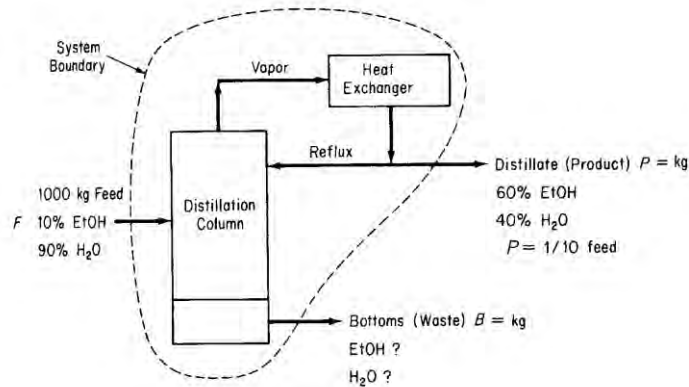 System
Boundary
Vapor
Heat
Exchanger
Reflux
Distillate (Product) P = kg
60% EtOH
40% H₂O
P = 1/10 feed
1000 kg Feed
F 10% EtOH
90% H₂O
Distillation
Column
Bottoms (Waste) B = kg
EtOH ?
H₂O ?